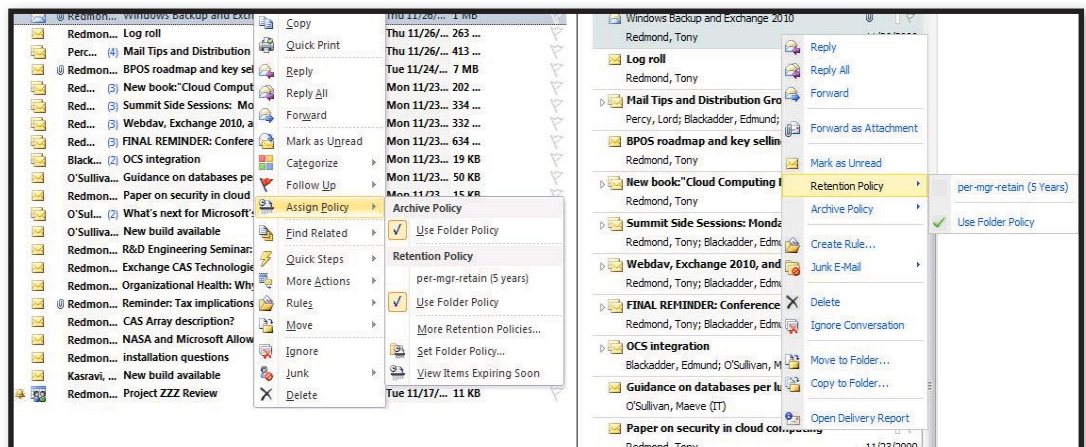 Redmon... Windows Backup and Exch Thu 11/26/... 1 MB
Redmon... Log roll Thu 11/26/... 263 ...
Perc... (4) Mail Tips and Distribution Thu 11/26/... 413 ...
Redmon... BPOS roadmap and key sel Tue 11/24/... 7 MB
Red... (3) New book:"Cloud Comput Mon 11/23... 202 ...
Red... (3) Summit Side Sessions: Mo Mon 11/23... 334 ...
Red... (3) Webdav, Exchange 2010, a Mon 11/23... 332 ...
Red... (3) FINAL REMINDER: Confere Mon 11/23... 634 ...
Black... (2) OCS integration Mon 11/23... 19 KB
O'Sulliva... Guidance on databases pe Mon 11/23... 50 KB
Redmon... Paper on security in cloud Mon 11/23... 15 KB
O'Sul... (2) What's next for Microsoft'
O'Sulliva... New build available
Redmon... R&D Engineering Seminar:
Redmon... Exchange CAS Technologie
Redmon... Organizational Health: Why
Redmon... Reminder: Tax implications
Redmon... CAS Array description?
Redmon... NASA and Microsoft Allow
Redmon... installation questions
Kasravi, ... New build available
Redmon... Project ZZZ Review Tue 11/17/... 11 KB
Copy
Quick Print
Reply
Reply All
Forward
Mark as Unread
Categorize
Follow Up
Assign Policy
Find Related
Quick Steps
More Actions
Rules
Move
Ignore
Junk
Delete
Archive Policy
Use Folder Policy
Retention Policy
per-mgr-retain (5 years)
Use Folder Policy
More Retention Policies...
Set Folder Policy...
View Items Expiring Soon
Windows Backup and Exchange 2010
Redmond, Tony
Log roll
Redmond, Tony
Mail Tips and Distribution Gro
Percy, Lord; Blackadder, Edmund;
BPOS roadmap and key sellin
Redmond, Tony
New book:"Cloud Computing
Redmond, Tony
Summit Side Sessions: Monda
Redmond, Tony; Blackadder, Edmu
Webdav, Exchange 2010, and
Redmond, Tony; Blackadder, Edmu
FINAL REMINDER: Conference
Redmond, Tony; Blackadder, Edmu
OCS integration
Blackadder, Edmund; O'Sullivan, M
Guidance on databases per lu
O'Sullivan, Maeve (IT)
Paper on security in cloud computing
Redmond, Tony 11/23/2009
Reply
Reply All
Forward
Forward as Attachment
Mark as Unread
Retention Policy
Archive Policy
Create Rule...
Junk E-Mail
Delete
Ignore Conversation
Move to Folder...
Copy to Folder...
Open Delivery Report
per-mgr-retain (5 Years)
Use Folder Policy